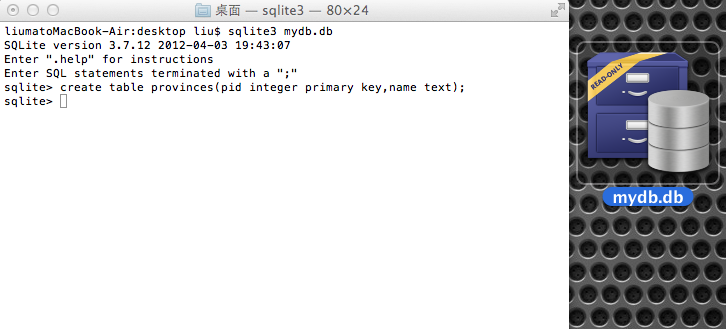 桌面 — sqlite3 — 80×24
liumatoMacBook-Air:desktop liu$ sqlite3 mydb.db
SQLite version 3.7.12 2012-04-03 19:43:07
Enter ".help" for instructions
Enter SQL statements terminated with a ";"
sqlite> create table provinces(pid integer primary key,name text);
sqlite>
READ-ONLY
mydb.db